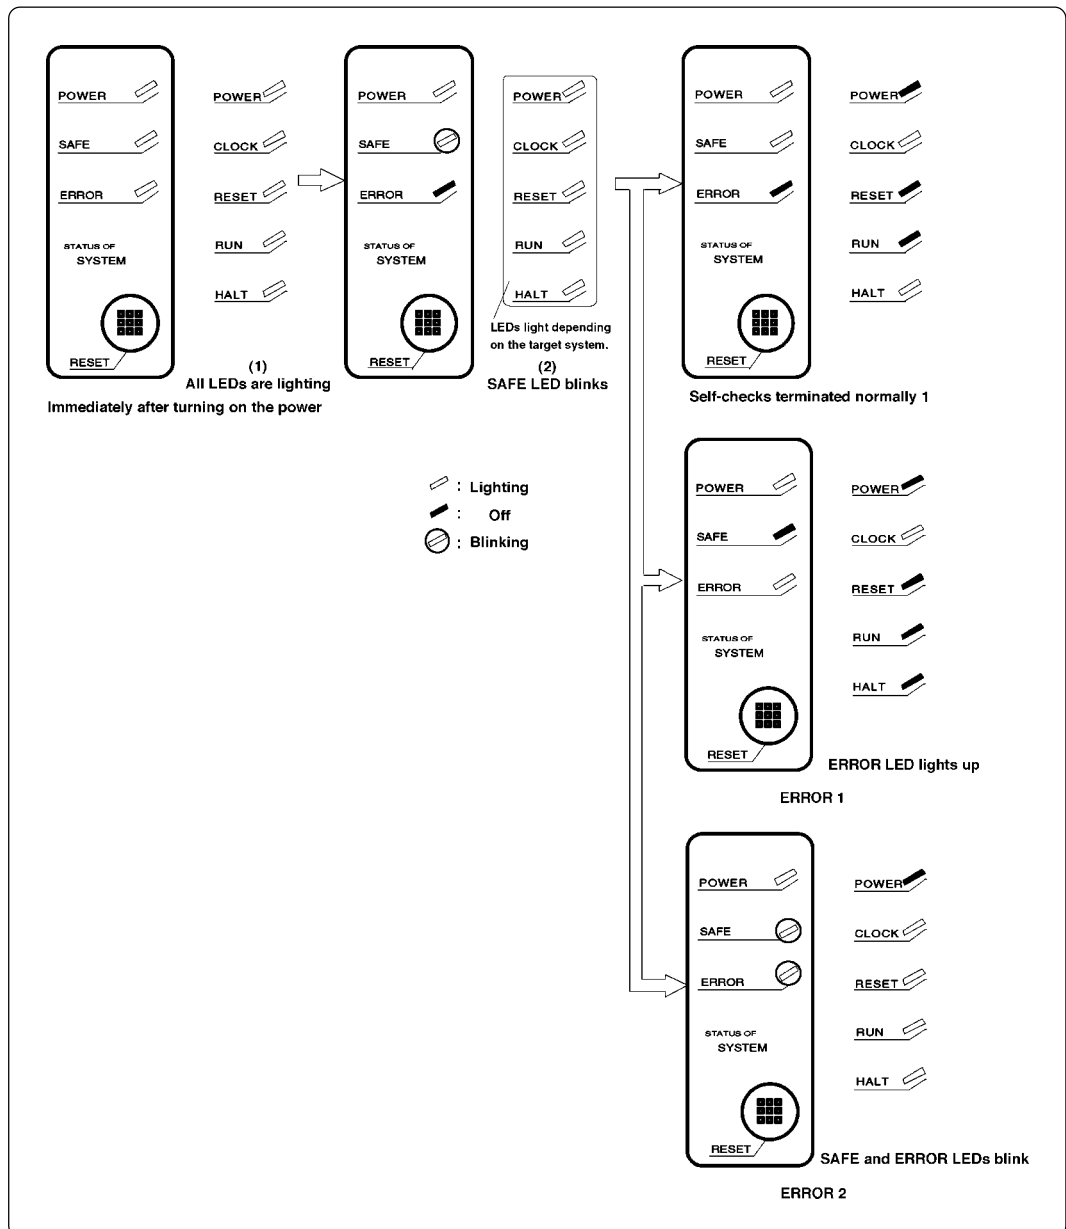 POWER
SAFE
ERROR
STATUS OF
SYSTEM
RESET
POWER
CLOCK
RESET
RUN
HALT
(1)
All LEDs are lighting
Immediately after turning on the power
POWER
SAFE
ERROR
STATUS OF
SYSTEM
RESET
POWER
CLOCK
RESET
RUN
HALT
LEDs light depending
on the target system.
(2)
SAFE LED blinks
POWER
SAFE
ERROR
STATUS OF
SYSTEM
RESET
POWER
CLOCK
RESET
RUN
HALT
Self-checks terminated normally 1
: Lighting
: Off
: Blinking
POWER
SAFE
ERROR
STATUS OF
SYSTEM
RESET
POWER
CLOCK
RESET
RUN
HALT
ERROR LED lights up
ERROR 1
POWER
SAFE
ERROR
STATUS OF
SYSTEM
RESET
POWER
CLOCK
RESET
RUN
HALT
SAFE and ERROR LEDs blink
ERROR 2